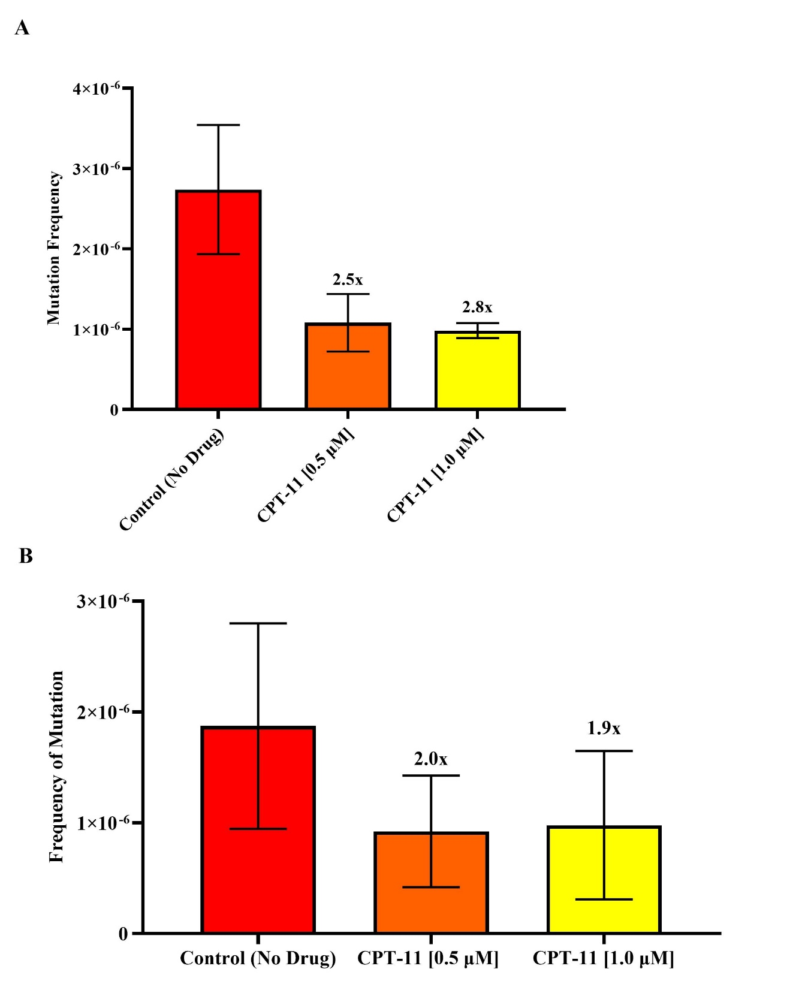 A
4×10⁻⁶
3×10⁻⁶
2×10⁻⁶
1×10⁻⁶
0
Mutation Frequency
2.5x
2.8x
Control (No Drug)
CPT-11 [0.5 µM]
CPT-11 [1.0 µM]
B
3×10⁻⁶
2×10⁻⁶
1×10⁻⁶
0
Frequency of Mutation
2.0x
1.9x
Control (No Drug)
CPT-11 [0.5 µM]
CPT-11 [1.0 µM]